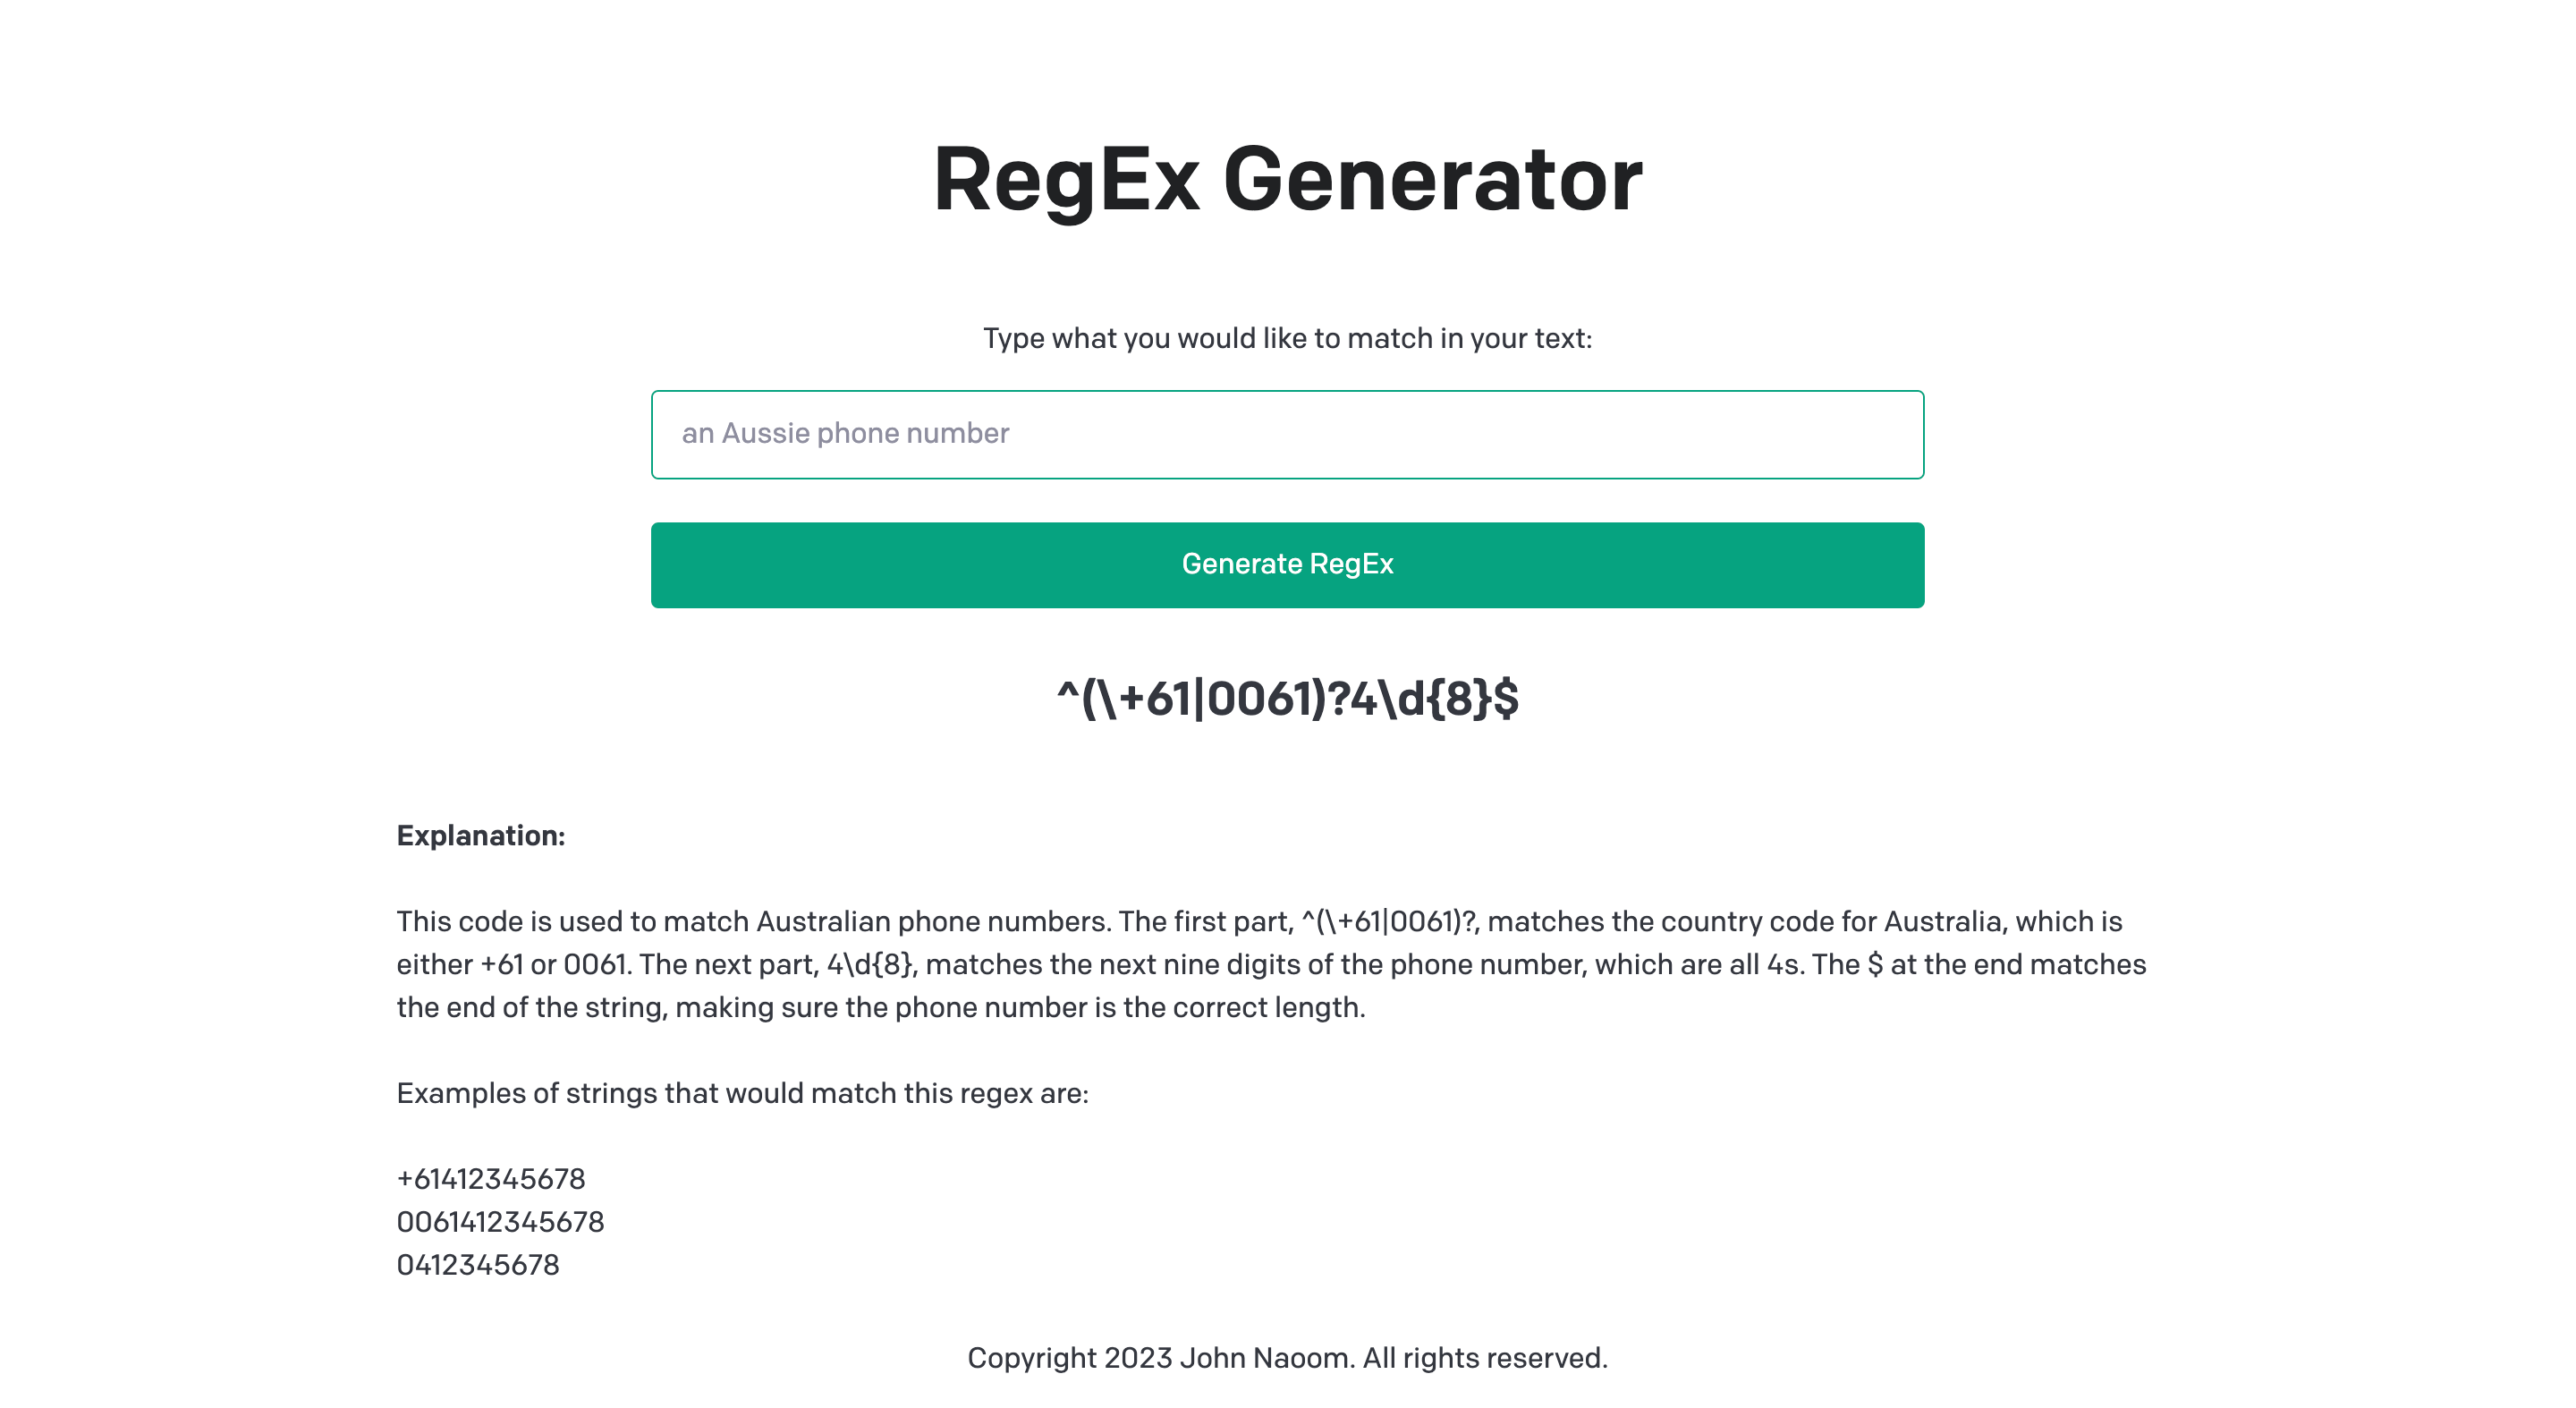 RegEx Generator
Type what you would like to match in your text:
an Aussie phone number
Generate RegEx
^(\+61|0061)?4\d{8}$
Explanation:
This code is used to match Australian phone numbers. The first part, ^(\+61|0061)?, matches the country code for Australia, which is
either +61 or 0061. The next part, 4\d{8}, matches the next nine digits of the phone number, which are all 4s. The $ at the end matches
the end of the string, making sure the phone number is the correct length.
Examples of strings that would match this regex are:
+61412345678
0061412345678
0412345678
Copyright 2023 John Naoom. All rights reserved.